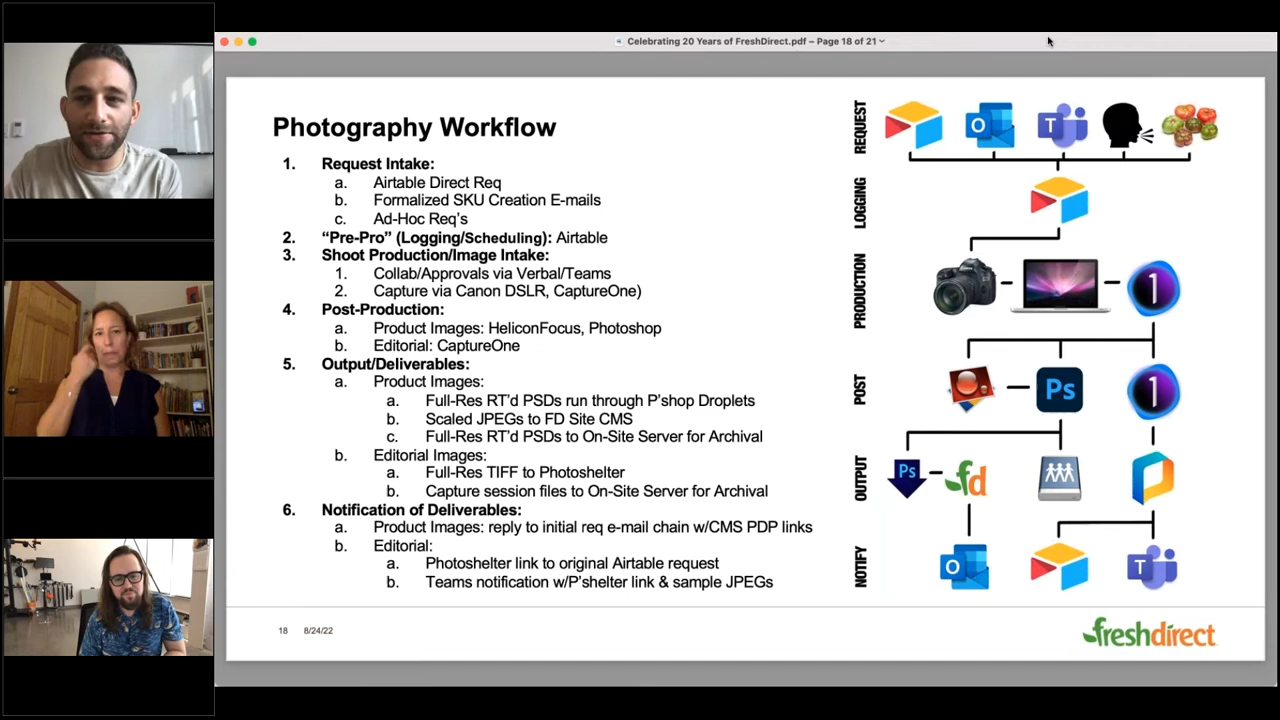 Celebrating 20 Years of FreshDirect.pdf – Page 18 of 21
Photography Workflow
1. Request Intake:
a. Airtable Direct Req
b. Formalized SKU Creation E-mails
c. Ad-Hoc Req's
2. “Pre-Pro” (Logging/Scheduling): Airtable
3. Shoot Production/Image Intake:
1. Collab/Approvals via Verbal/Teams
2. Capture via Canon DSLR, CaptureOne)
4. Post-Production:
a. Product Images: HeliconFocus, Photoshop
b. Editorial: CaptureOne
5. Output/Deliverables:
a. Product Images:
a. Full-Res RT'd PSDs run through P'shop Droplets
b. Scaled JPEGs to FD Site CMS
c. Full-Res RT'd PSDs to On-Site Server for Archival
b. Editorial Images:
a. Full-Res TIFF to Photoshelter
b. Capture session files to On-Site Server for Archival
6. Notification of Deliverables:
a. Product Images: reply to initial req e-mail chain w/CMS PDP links
b. Editorial:
a. Photoshelter link to original Airtable request
b. Teams notification w/P'shelter link & sample JPEGs
REQUEST
O
T
LOGGING
PRODUCTION
1
POST
Ps
1
OUTPUT
Ps
fd
NOTIFY
O
T
18 8/24/22
freshdirect